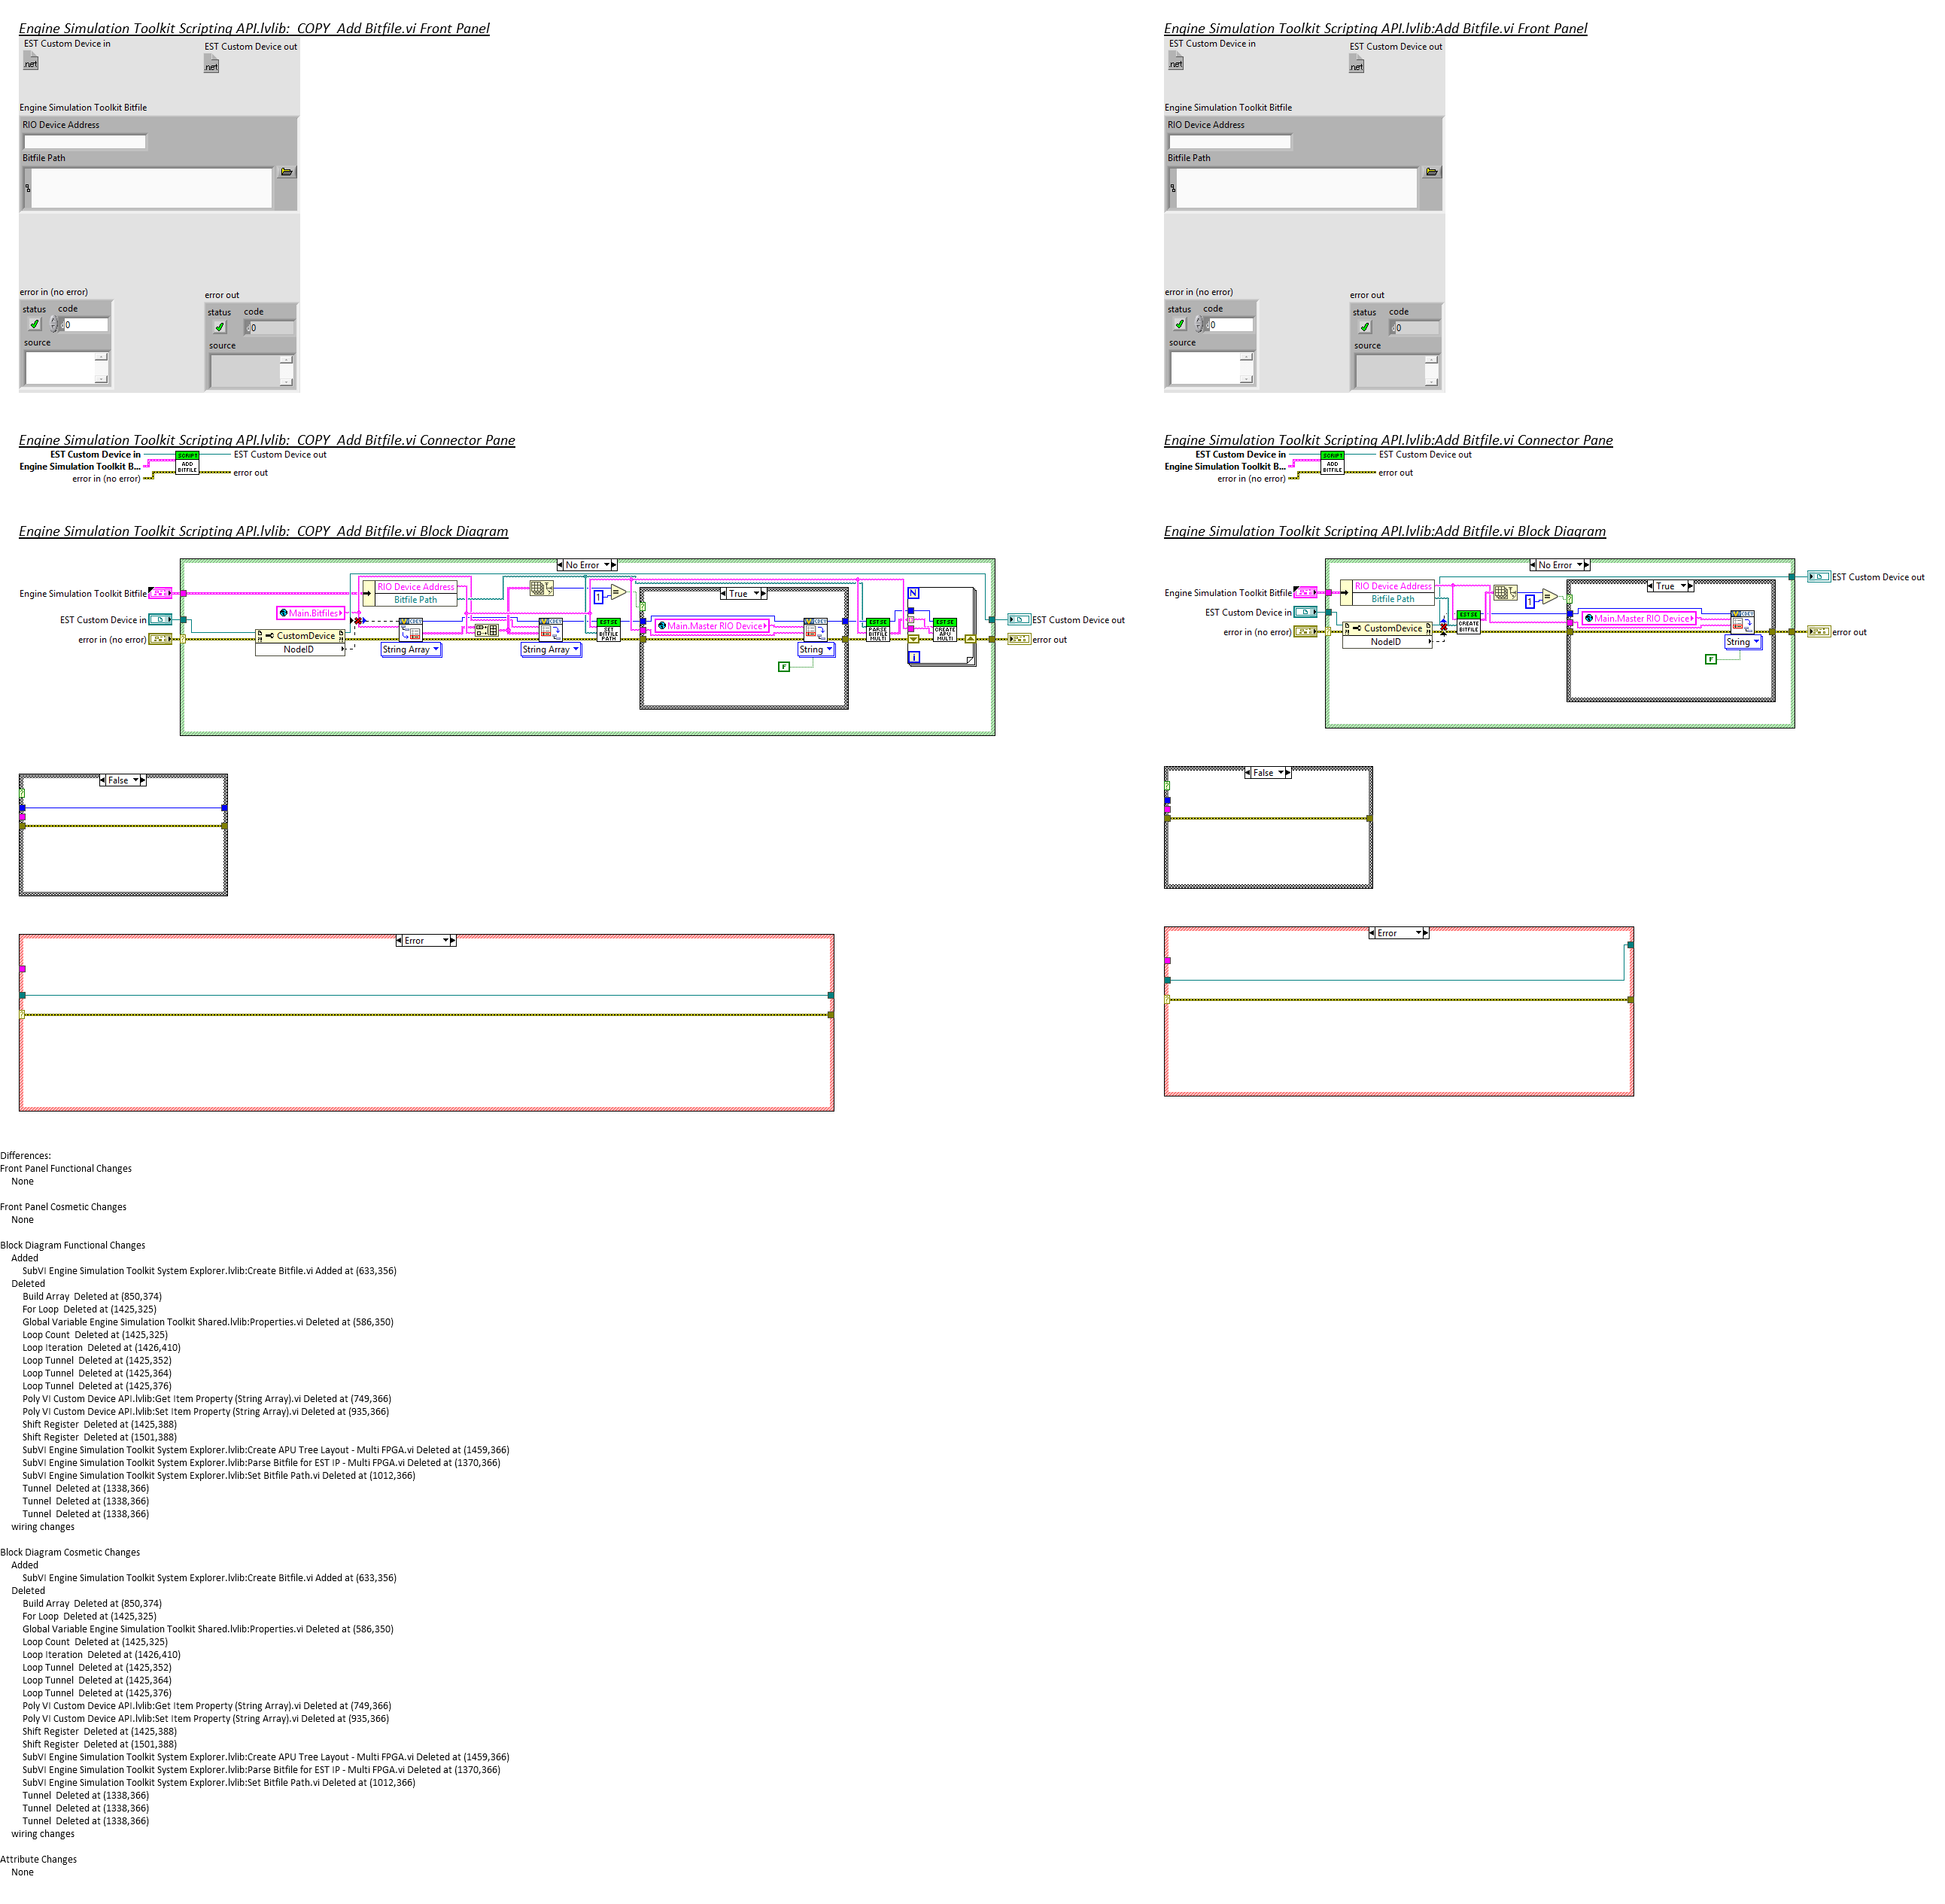 Engine Simulation Toolkit Scripting API.lvlib:_COPY_Add Bitfile.vi Front Panel
EST Custom Device in
EST Custom Device out
.net
.net
Engine Simulation Toolkit Bitfile
RIO Device Address
Bitfile Path
error in (no error)
error out
status code
0
status code
0
source
source
Engine Simulation Toolkit Scripting API.lvlib:Add Bitfile.vi Front Panel
EST Custom Device in
EST Custom Device out
.net
.net
Engine Simulation Toolkit Bitfile
RIO Device Address
Bitfile Path
error in (no error)
error out
status code
0
status code
0
source
source
Engine Simulation Toolkit Scripting API.lvlib:_COPY_Add Bitfile.vi Connector Pane
EST Custom Device in
EST Custom Device out
Engine Simulation Toolkit B...
error in (no error)
error out
SCRIPT
ADD
BITFILE
Engine Simulation Toolkit Scripting API.lvlib:Add Bitfile.vi Connector Pane
EST Custom Device in
EST Custom Device out
Engine Simulation Toolkit B...
error in (no error)
error out
SCRIPT
ADD
BITFILE
Engine Simulation Toolkit Scripting API.lvlib:_COPY_Add Bitfile.vi Block Diagram
No Error
Engine Simulation Toolkit Bitfile
EST Custom Device in
error in (no error)
RIO Device Address
Bitfile Path
Main.Bitfiles
CustomDevice
NodeID
String Array
String Array
EST:SE
SET
BITFILE
PATH
1
=
True
Main.Master RIO Device
String
F
EST:SE
PARSE
BITFILE
MULTI
N
i
EST:SE
CREATE
APU
MULTI
EST Custom Device out
error out
Engine Simulation Toolkit Scripting API.lvlib:Add Bitfile.vi Block Diagram
No Error
Engine Simulation Toolkit Bitfile
EST Custom Device in
error in (no error)
RIO Device Address
Bitfile Path
CustomDevice
NodeID
EST:SE
CREATE
BITFILE
1
=
True
Main.Master RIO Device
String
F
EST Custom Device out
error out
False
False
Error
Error
Differences:
Front Panel Functional Changes
None
Front Panel Cosmetic Changes
None
Block Diagram Functional Changes
Added
SubVI Engine Simulation Toolkit System Explorer.lvlib:Create Bitfile.vi Added at (633,356)
Deleted
Build Array  Deleted at (850,374)
For Loop  Deleted at (1425,325)
Global Variable Engine Simulation Toolkit Shared.lvlib:Properties.vi Deleted at (586,350)
Loop Count  Deleted at (1425,325)
Loop Iteration  Deleted at (1426,410)
Loop Tunnel  Deleted at (1425,352)
Loop Tunnel  Deleted at (1425,364)
Loop Tunnel  Deleted at (1425,376)
Poly VI Custom Device API.lvlib:Get Item Property (String Array).vi Deleted at (749,366)
Poly VI Custom Device API.lvlib:Set Item Property (String Array).vi Deleted at (935,366)
Shift Register  Deleted at (1425,388)
Shift Register  Deleted at (1501,388)
SubVI Engine Simulation Toolkit System Explorer.lvlib:Create APU Tree Layout - Multi FPGA.vi Deleted at (1459,366)
SubVI Engine Simulation Toolkit System Explorer.lvlib:Parse Bitfile for EST IP - Multi FPGA.vi Deleted at (1370,366)
SubVI Engine Simulation Toolkit System Explorer.lvlib:Set Bitfile Path.vi Deleted at (1012,366)
Tunnel  Deleted at (1338,366)
Tunnel  Deleted at (1338,366)
Tunnel  Deleted at (1338,366)
wiring changes
Block Diagram Cosmetic Changes
Added
SubVI Engine Simulation Toolkit System Explorer.lvlib:Create Bitfile.vi Added at (633,356)
Deleted
Build Array  Deleted at (850,374)
For Loop  Deleted at (1425,325)
Global Variable Engine Simulation Toolkit Shared.lvlib:Properties.vi Deleted at (586,350)
Loop Count  Deleted at (1425,325)
Loop Iteration  Deleted at (1426,410)
Loop Tunnel  Deleted at (1425,352)
Loop Tunnel  Deleted at (1425,364)
Loop Tunnel  Deleted at (1425,376)
Poly VI Custom Device API.lvlib:Get Item Property (String Array).vi Deleted at (749,366)
Poly VI Custom Device API.lvlib:Set Item Property (String Array).vi Deleted at (935,366)
Shift Register  Deleted at (1425,388)
Shift Register  Deleted at (1501,388)
SubVI Engine Simulation Toolkit System Explorer.lvlib:Create APU Tree Layout - Multi FPGA.vi Deleted at (1459,366)
SubVI Engine Simulation Toolkit System Explorer.lvlib:Parse Bitfile for EST IP - Multi FPGA.vi Deleted at (1370,366)
SubVI Engine Simulation Toolkit System Explorer.lvlib:Set Bitfile Path.vi Deleted at (1012,366)
Tunnel  Deleted at (1338,366)
Tunnel  Deleted at (1338,366)
Tunnel  Deleted at (1338,366)
wiring changes
Attribute Changes
None